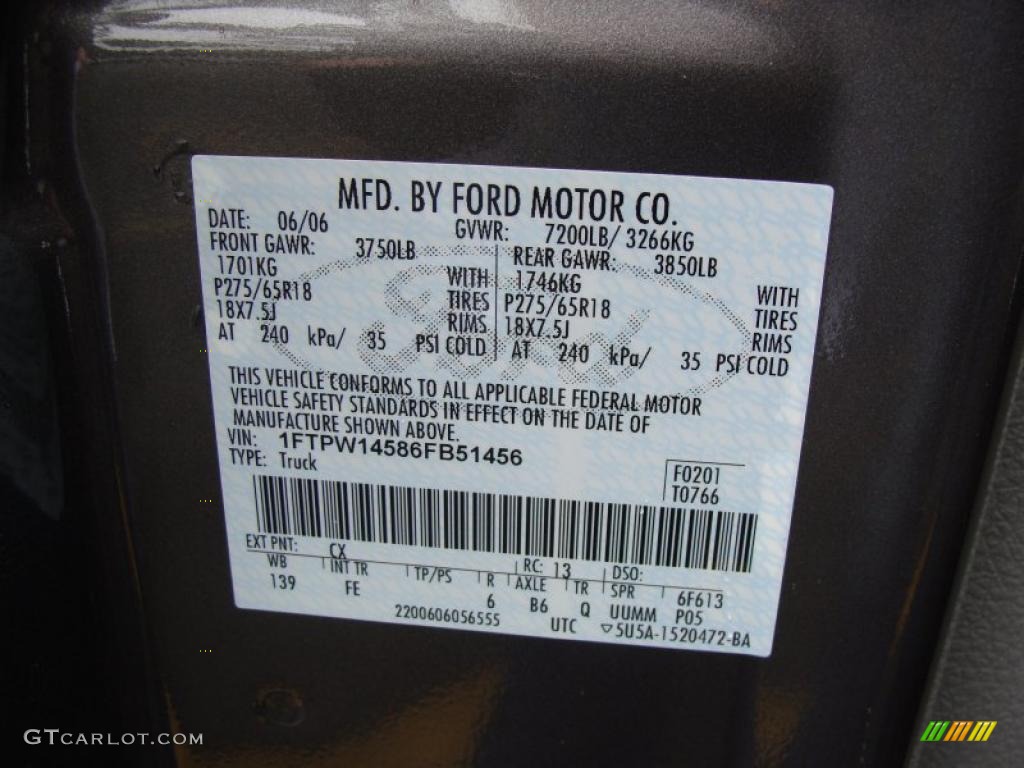 MFD. BY FORD MOTOR CO.
DATE: 06/06 GVWR: 7200LB/ 3266KG
FRONT GAWR: 3750LB REAR GAWR: 3850LB
1701KG WITH 1746KG WITH
P275/65R18 TIRES P275/65R18 TIRES
18X7.5J RIMS 18X7.5J RIMS
AT 240 kPa/ 35 PSI COLD AT 240 kPa/ 35 PSI COLD
Ford
THIS VEHICLE CONFORMS TO ALL APPLICABLE FEDERAL MOTOR
VEHICLE SAFETY STANDARDS IN EFFECT ON THE DATE OF
MANUFACTURE SHOWN ABOVE.
VIN: 1FTPW14586FB51456
TYPE: Truck
F0201
T0766
EXT PNT: CX RC: 13 DSO:
WB INT TR TP/PS R AXLE TR SPR 6F613
139 FE 6 B6 Q UUMM P05
2200606056555 UTC ▽5U5A-1520472-BA
GTCARLOT.COM